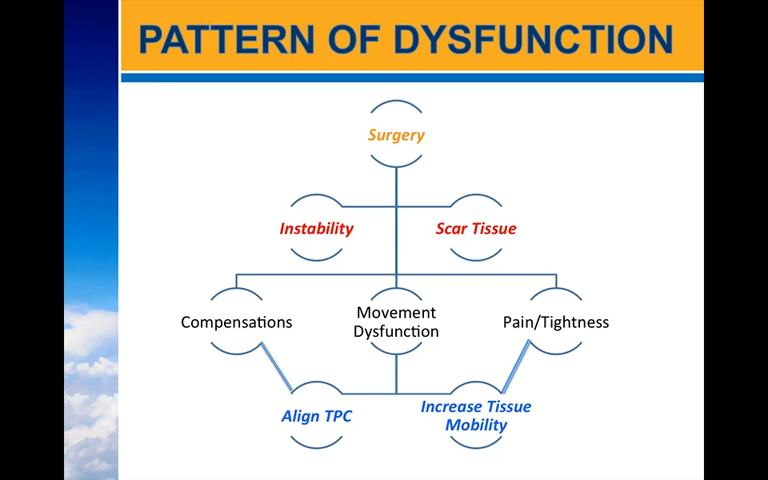 PATTERN OF DYSFUNCTION
Surgery
Instability
Scar Tissue
Compensations
Movement
Dysfunction
Pain/Tightness
Align TPC
Increase Tissue
Mobility